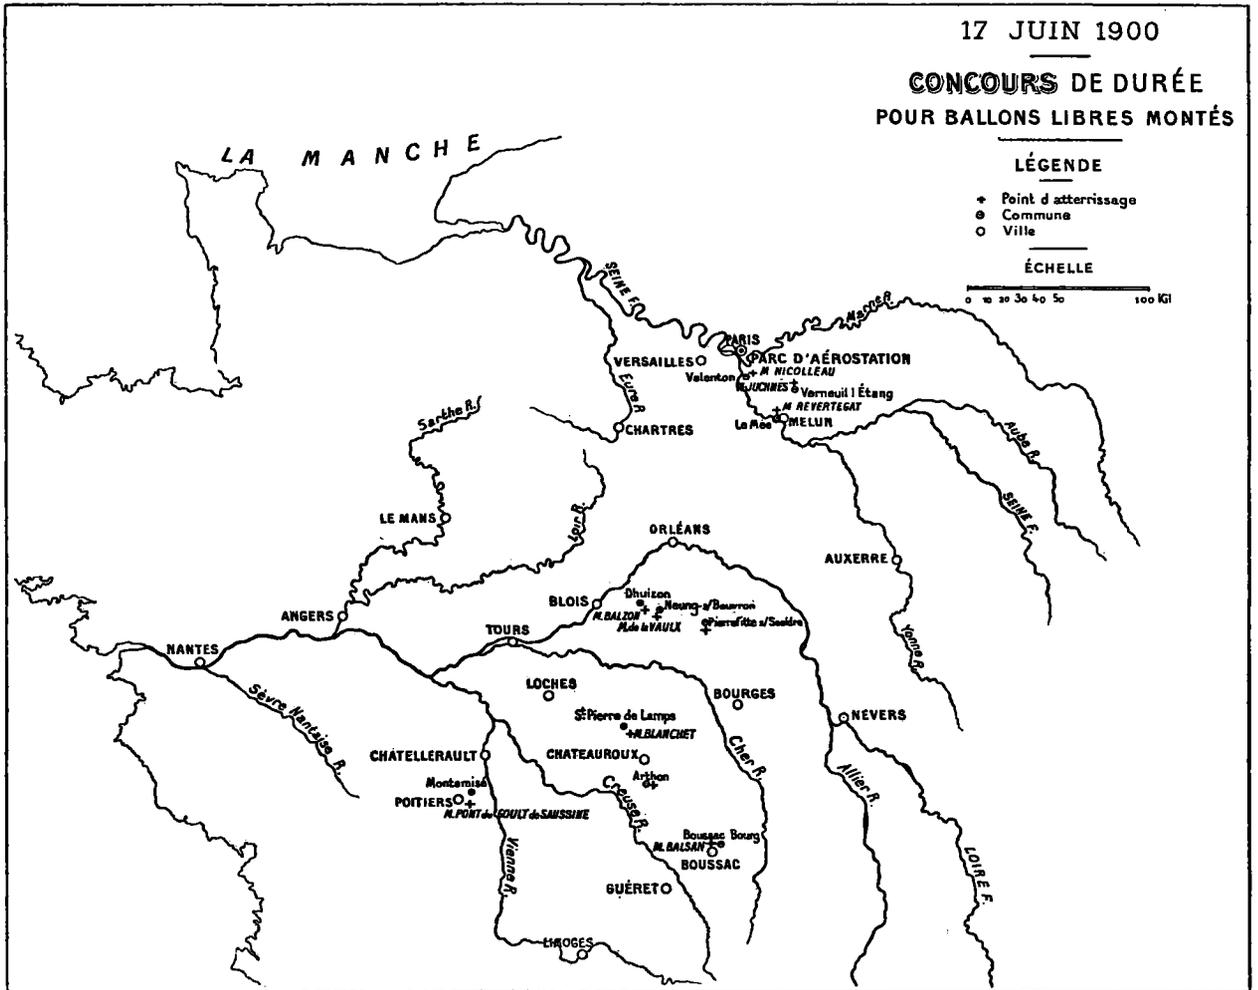 17 JUIN 1900
CONCOURS DE DURÉE
POUR BALLONS LIBRES MONTÉS
LÉGENDE
Point d atterrissage
Commune
Ville
ÉCHELLE
0 10 20 30 40 50 100 Kil
LA MANCHE
SEINE F.
Marne R.
PARIS
VERSAILLES
PARC D'AÉROSTATION
M NICOLLEAU
Valenton
M. JUCHMES
Verneuil l Étang
Eure R
M REVERTEGAT
Le Mée
MELUN
Sarthe R.
CHARTRES
Aube R.
SEINE F.
LE MANS
Loir R.
ORLÉANS
AUXERRE
Dhuizon
BLOIS
Neung-s/Beuvron
M. BALZON
ANGERS
M. de la VAULX
Pierrefitte s/Sauldre
TOURS
Yonne R.
NANTES
LOCHES
Sèvre Nantaise R.
BOURGES
St Pierre de Lamps
M. BLANCHET
NEVERS
CHÂTELLERAULT
CHATEAUROUX
Cher R.
Arthon
Allier R.
Montamisé
Creuse R.
POITIERS
M. PONT du GOULT de SAUSSINE
Boussac Bourg
M. BALSAN
BOUSSAC
Vienne R.
LOIRE F.
GUÉRET
LIMOGES